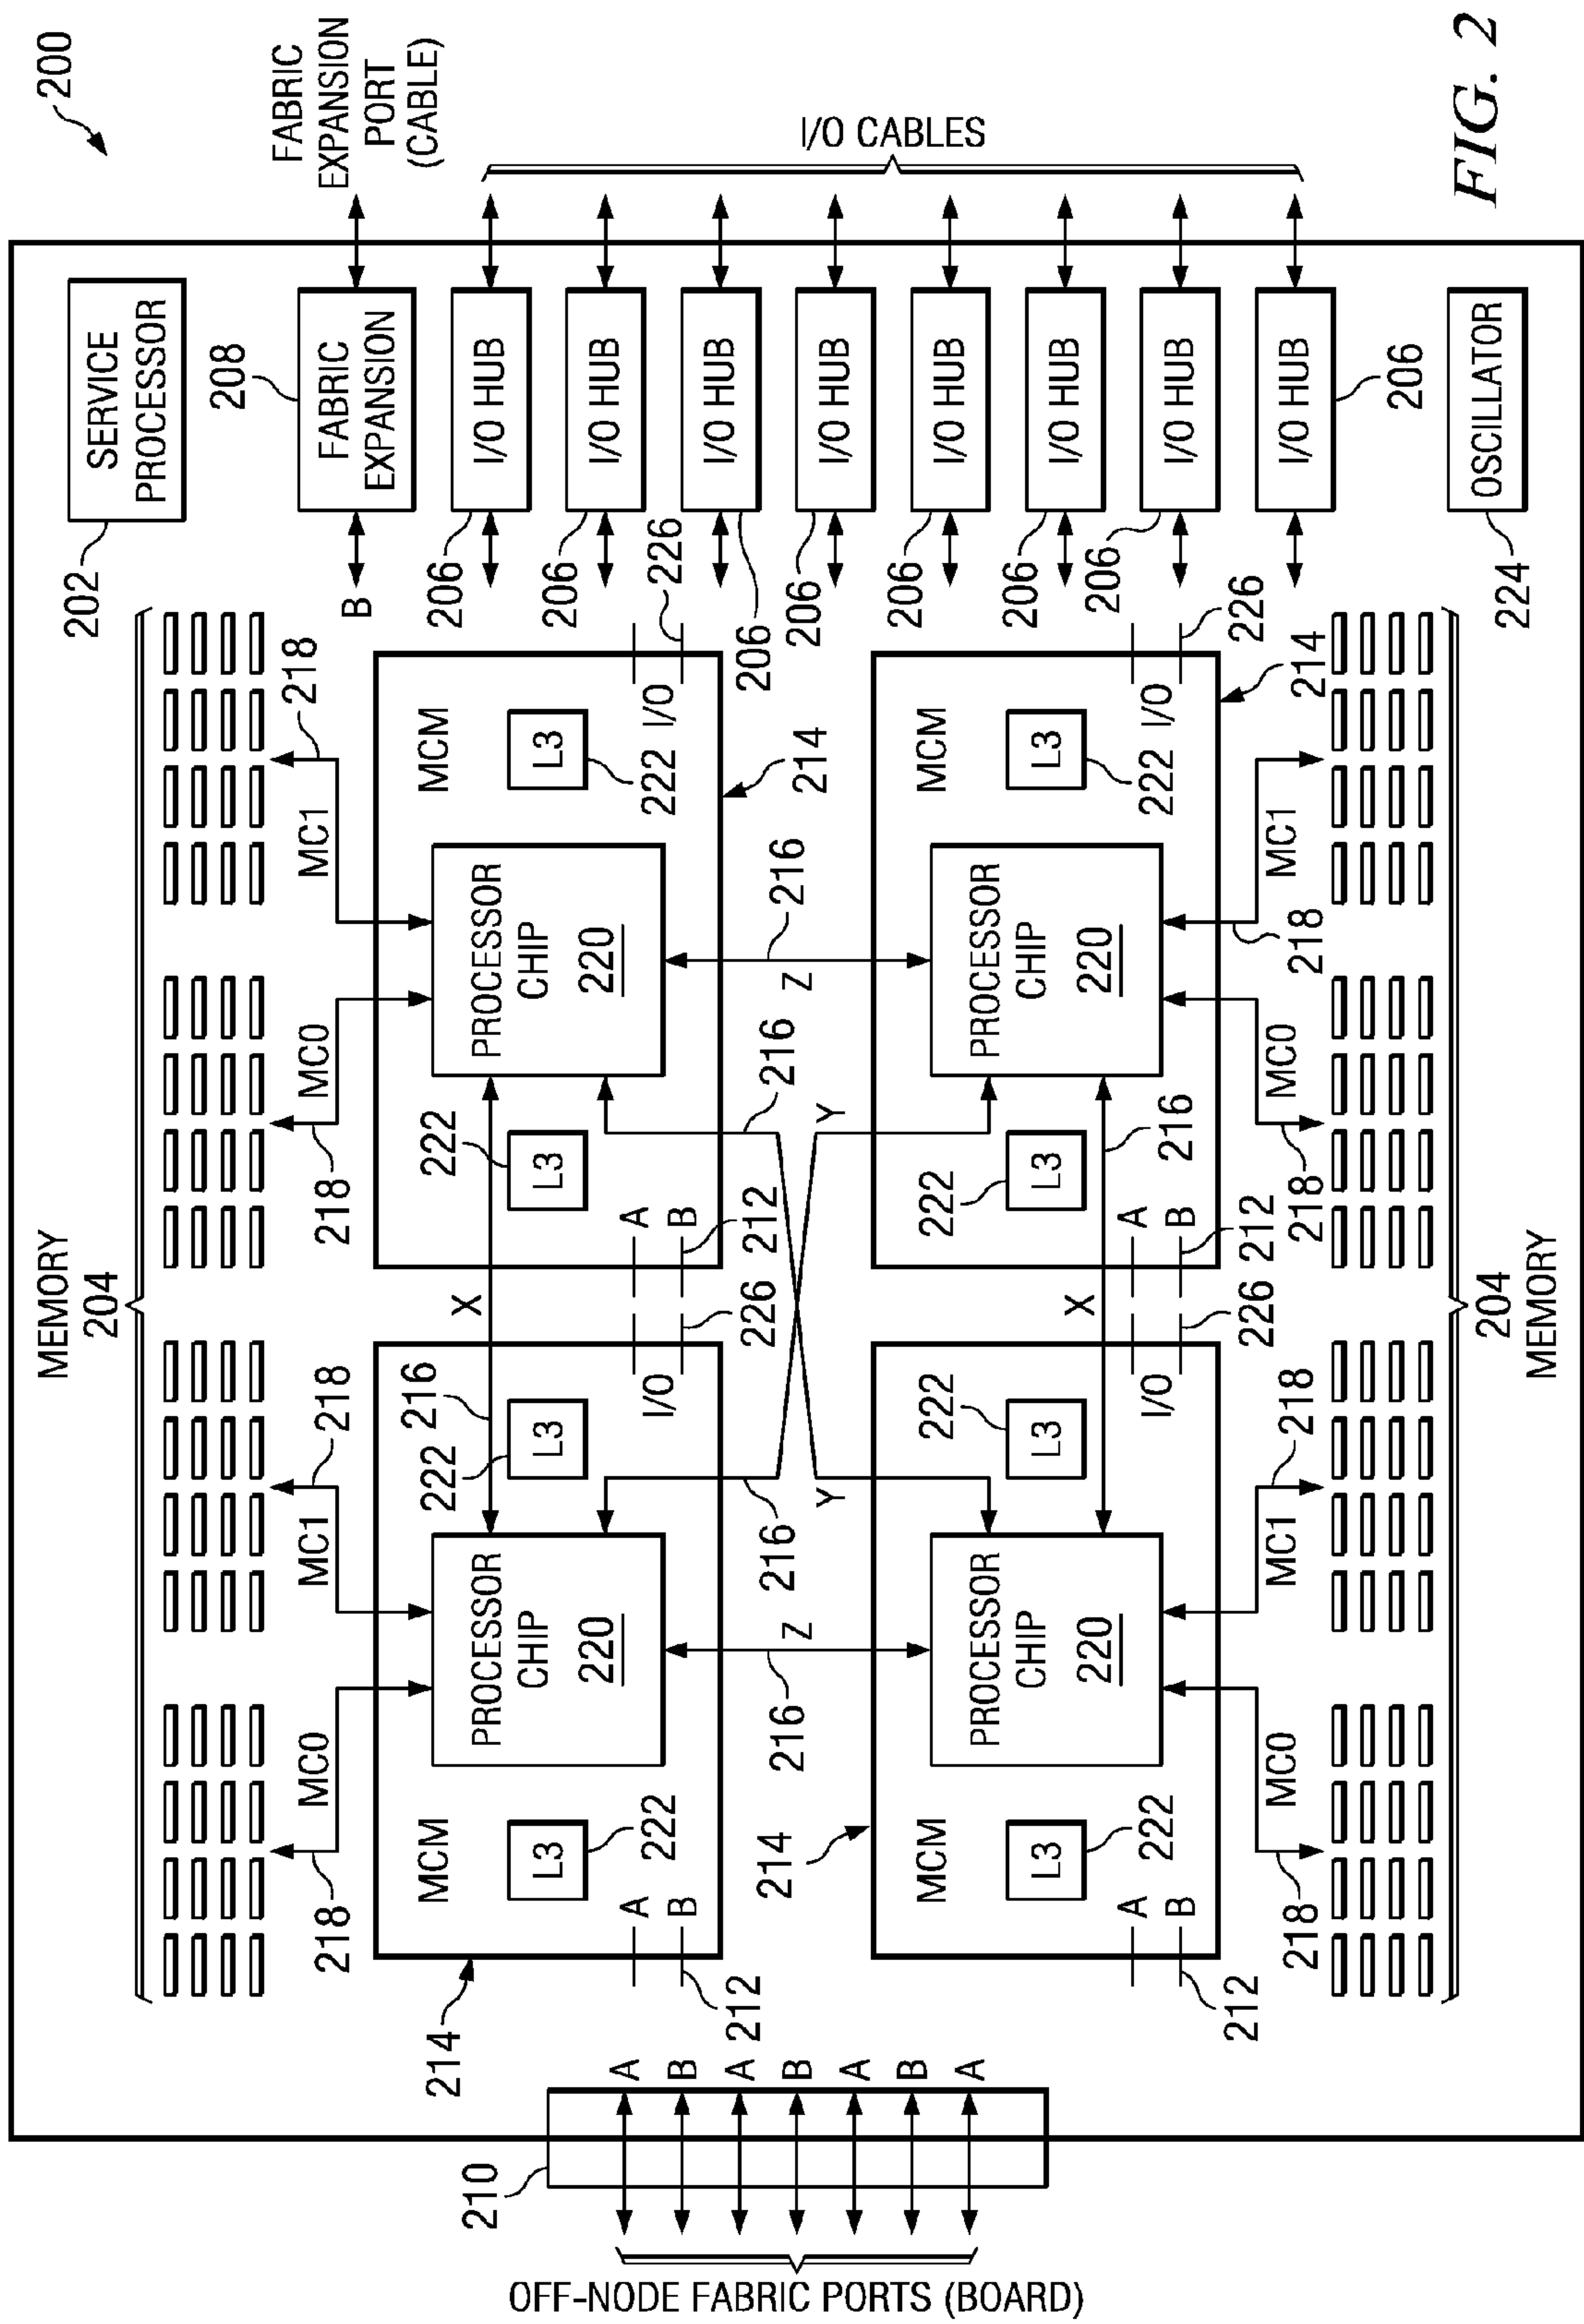 MEMORY
204
202
SERVICE
PROCESSOR
200
208
FABRIC
EXPANSION
PORT
(CABLE)
218
MC0
MC1
218
218
MC0
MC1
218
B
FABRIC
EXPANSION
214
MCM
PROCESSOR
CHIP
220
L3
222
L3
222
216
X
I/O
226
A
B
212
222
L3
MCM
PROCESSOR
CHIP
220
L3
222
I/O
226
A
B
212
214
210
A
B
A
B
A
B
A
OFF-NODE FABRIC PORTS (BOARD)
216
Z
216
Y
216
Y
Z
216
214
MCM
PROCESSOR
CHIP
220
L3
222
222
L3
X
216
I/O
226
A
B
212
222
L3
MCM
PROCESSOR
CHIP
220
L3
222
I/O
226
A
B
212
214
206
I/O HUB
206
I/O HUB
206
I/O HUB
206
I/O HUB
206
I/O HUB
206
I/O HUB
206
I/O HUB
206
I/O HUB
I/O CABLES
218
MC0
MC1
218
218
MC0
MC1
218
204
MEMORY
224
OSCILLATOR
FIG. 2